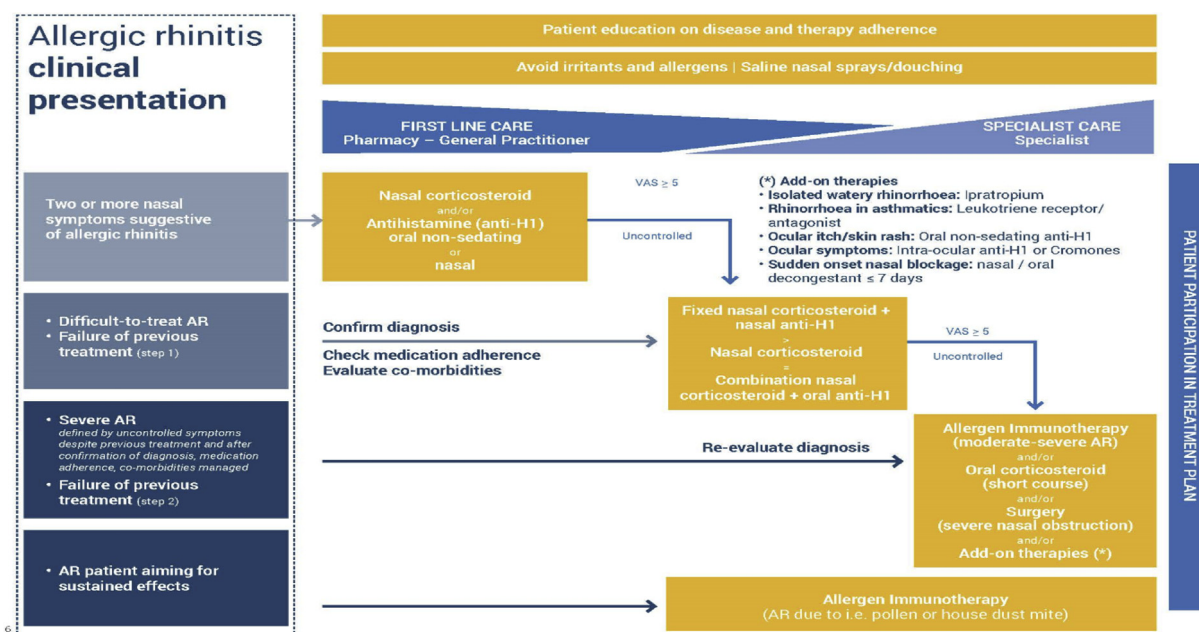 Allergic rhinitis
clinical
presentation
Patient education on disease and therapy adherence
Avoid irritants and allergens | Saline nasal sprays/douching
FIRST LINE CARE
Pharmacy – General Practitioner
SPECIALIST CARE
Specialist
Two or more nasal
symptoms suggestive
of allergic rhinitis
Nasal corticosteroid
and/or
Antihistamine (anti-H1)
oral non-sedating
or
nasal
VAS ≥ 5
Uncontrolled
(*) Add-on therapies
• Isolated watery rhinorrhoea: Ipratropium
• Rhinorrhoea in asthmatics: Leukotriene receptor/
antagonist
• Ocular itch/skin rash: Oral non-sedating anti-H1
• Ocular symptoms: Intra-ocular anti-H1 or Cromones
• Sudden onset nasal blockage: nasal / oral
decongestant ≤ 7 days
• Difficult-to-treat AR
• Failure of previous
treatment (step 1)
Confirm diagnosis
Check medication adherence
Evaluate co-morbidities
Fixed nasal corticosteroid +
nasal anti-H1
>
Nasal corticosteroid
=
Combination nasal
corticosteroid + oral anti-H1
VAS ≥ 5
Uncontrolled
• Severe AR
defined by uncontrolled symptoms
despite previous treatment and after
confirmation of diagnosis, medication
adherence, co-morbidities managed
• Failure of previous
treatment (step 2)
Re-evaluate diagnosis
Allergen Immunotherapy
(moderate-severe AR)
and/or
Oral corticosteroid
(short course)
and/or
Surgery
(severe nasal obstruction)
and/or
Add-on therapies (*)
• AR patient aiming for
sustained effects
Allergen Immunotherapy
(AR due to i.e. pollen or house dust mite)
PATIENT PARTICIPATION IN TREATMENT PLAN
6